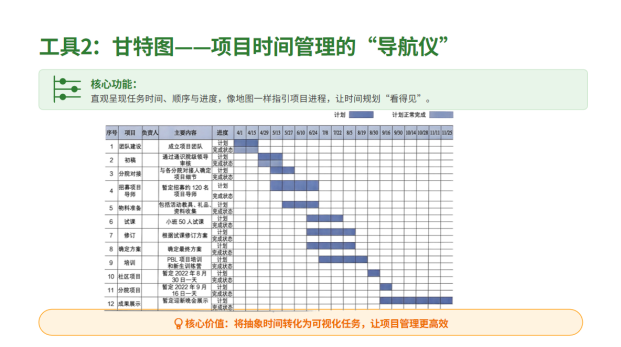 工具2：甘特图——项目时间管理的“导航仪”
核心功能：
直观呈现任务时间、顺序与进度，像地图一样指引项目进程，让时间规划“看得见”。
计划 计划正常完成
序号 项目 负责人 主要内容 进度 4/1 4/15 4/29 5/13 5/27 6/10 6/24 7/8 7/22 8/5 8/19 8/30 9/16 9/30 10/14 10/28 11/11 11/25
1 团队建设 成立项目团队 计划
完成状态
2 初稿 通过通识院级领导审核 计划
完成状态
3 分院对接 与各分院对接人确定项目细节 计划
完成状态
4 招募项目导师 暂定招募约 120 名项目导师 计划
完成状态
5 物料准备 包括活动教具、礼品、资料收集 计划
完成状态
6 试课 小班 50 人试课 计划
完成状态
7 修订 根据试课修订方案 计划
完成状态
8 确定方案 确定最终方案 计划
完成状态
9 培训 PBL 项目培训和新生训练营 计划
完成状态
10 社区项目 暂定 2022 年 8 月 30 日一天 计划
完成状态
11 分院项目 暂定 2022 年 9 月 16 日一天 计划
完成状态
12 成果展示 暂定迎新晚会展示 计划
完成状态
核心价值：将抽象时间转化为可视化任务，让项目管理更高效